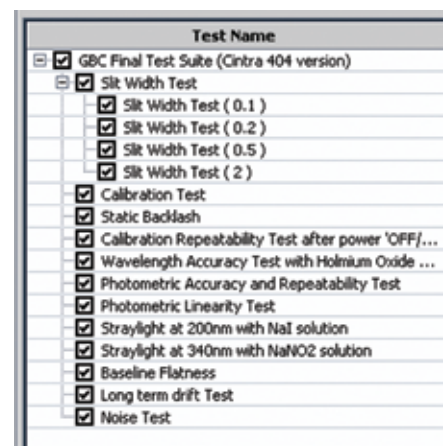 Test Name
GBC Final Test Suite (Cintra 404 version)
Slit Width Test
Slit Width Test ( 0.1 )
Slit Width Test ( 0.2 )
Slit Width Test ( 0.5 )
Slit Width Test ( 2 )
Calibration Test
Static Backlash
Calibration Repeatability Test after power 'OFF/...
Wavelength Accuracy Test with Holmium Oxide ...
Photometric Accuracy and Repeatability Test
Photometric Linearity Test
Straylight at 200nm with NaI solution
Straylight at 340nm with NaNO2 solution
Baseline Flatness
Long term drift Test
Noise Test